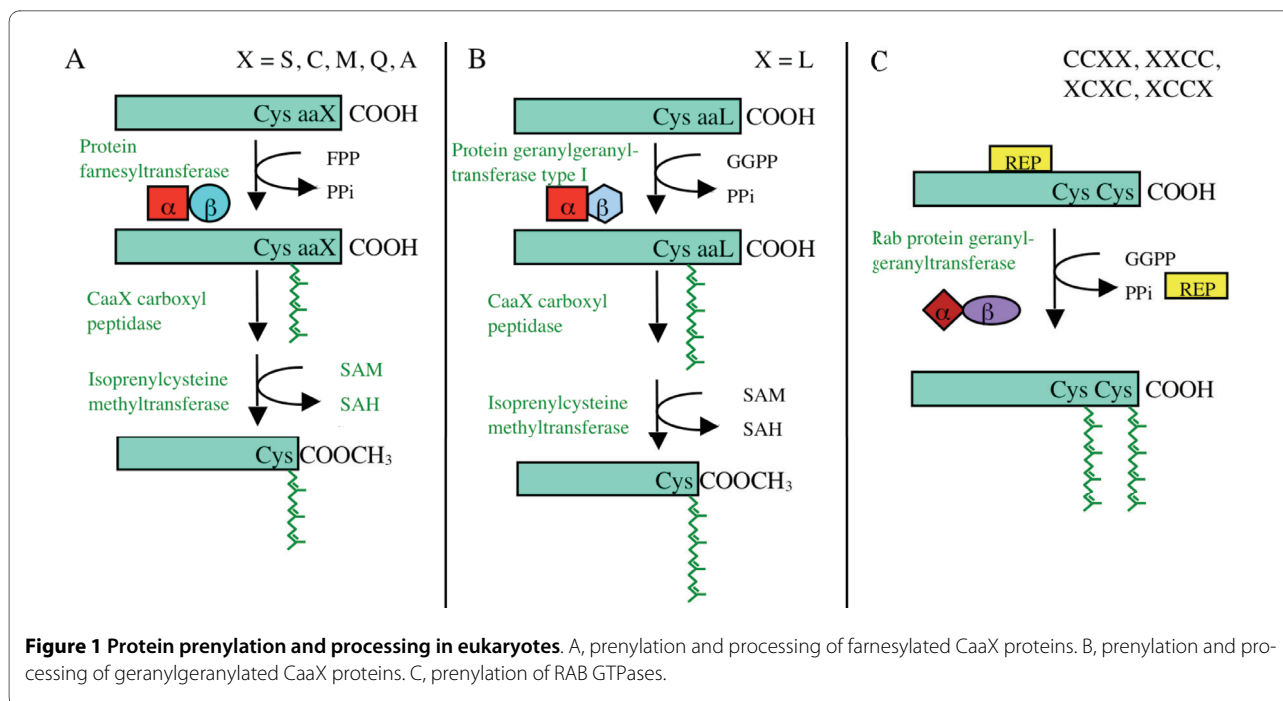 A
X = S, C, M, Q, A
Cys aaX COOH
Protein
farnesyltransferase
FPP
PPi
α β
Cys aaX COOH
CaaX carboxyl
peptidase
Isoprenylcysteine
methyltransferase
SAM
SAH
Cys COOCH₃
B
X = L
Cys aaL COOH
Protein geranylgeranyl-
transferase type I
GGPP
PPi
α β
Cys aaL COOH
CaaX carboxyl
peptidase
Isoprenylcysteine
methyltransferase
SAM
SAH
Cys COOCH₃
C
CCXX, XXCC,
XCXC, XCCX
REP
Cys Cys COOH
Rab protein geranyl-
geranyltransferase
GGPP
PPi REP
α β
Cys Cys COOH
Figure 1 Protein prenylation and processing in eukaryotes. A, prenylation and processing of farnesylated CaaX proteins. B, prenylation and pro-
cessing of geranylgeranylated CaaX proteins. C, prenylation of RAB GTPases.